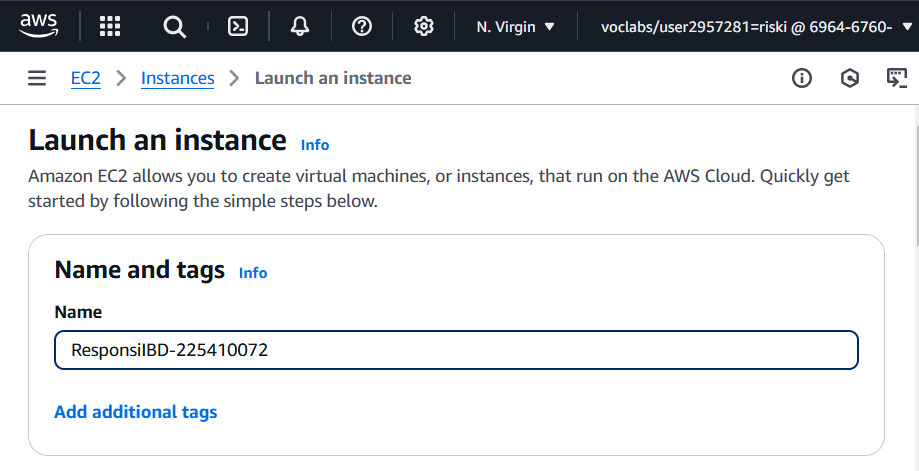 aws
N. Virgin
voclabs/user2957281=riski @ 6964-6760-
EC2 Instances Launch an instance
Launch an instance Info
Amazon EC2 allows you to create virtual machines, or instances, that run on the AWS Cloud. Quickly get
started by following the simple steps below.
Name and tags Info
Name
ResponsiIBD-225410072
Add additional tags